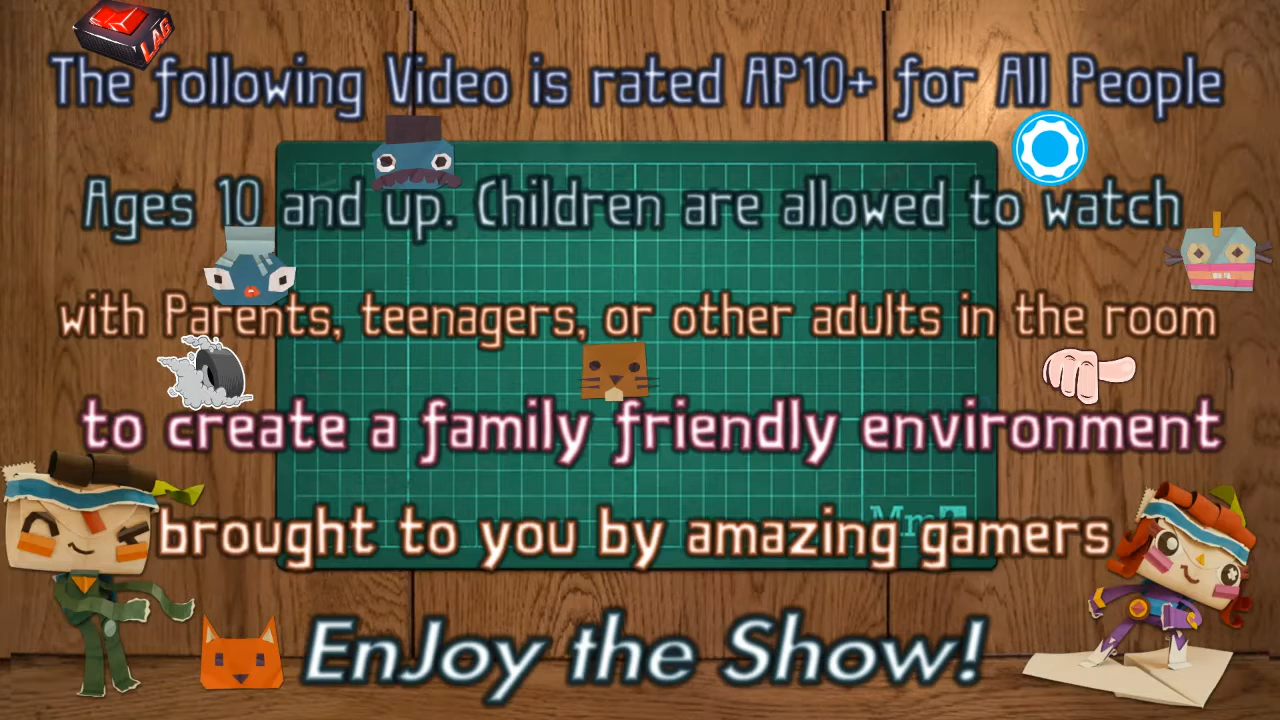 LAG
The following Video is rated AP10+ for All People
Ages 10 and up. Children are allowed to watch
with Parents, teenagers, or other adults in the room
to create a family friendly environment
brought to you by amazing gamers
EnJoy the Show!